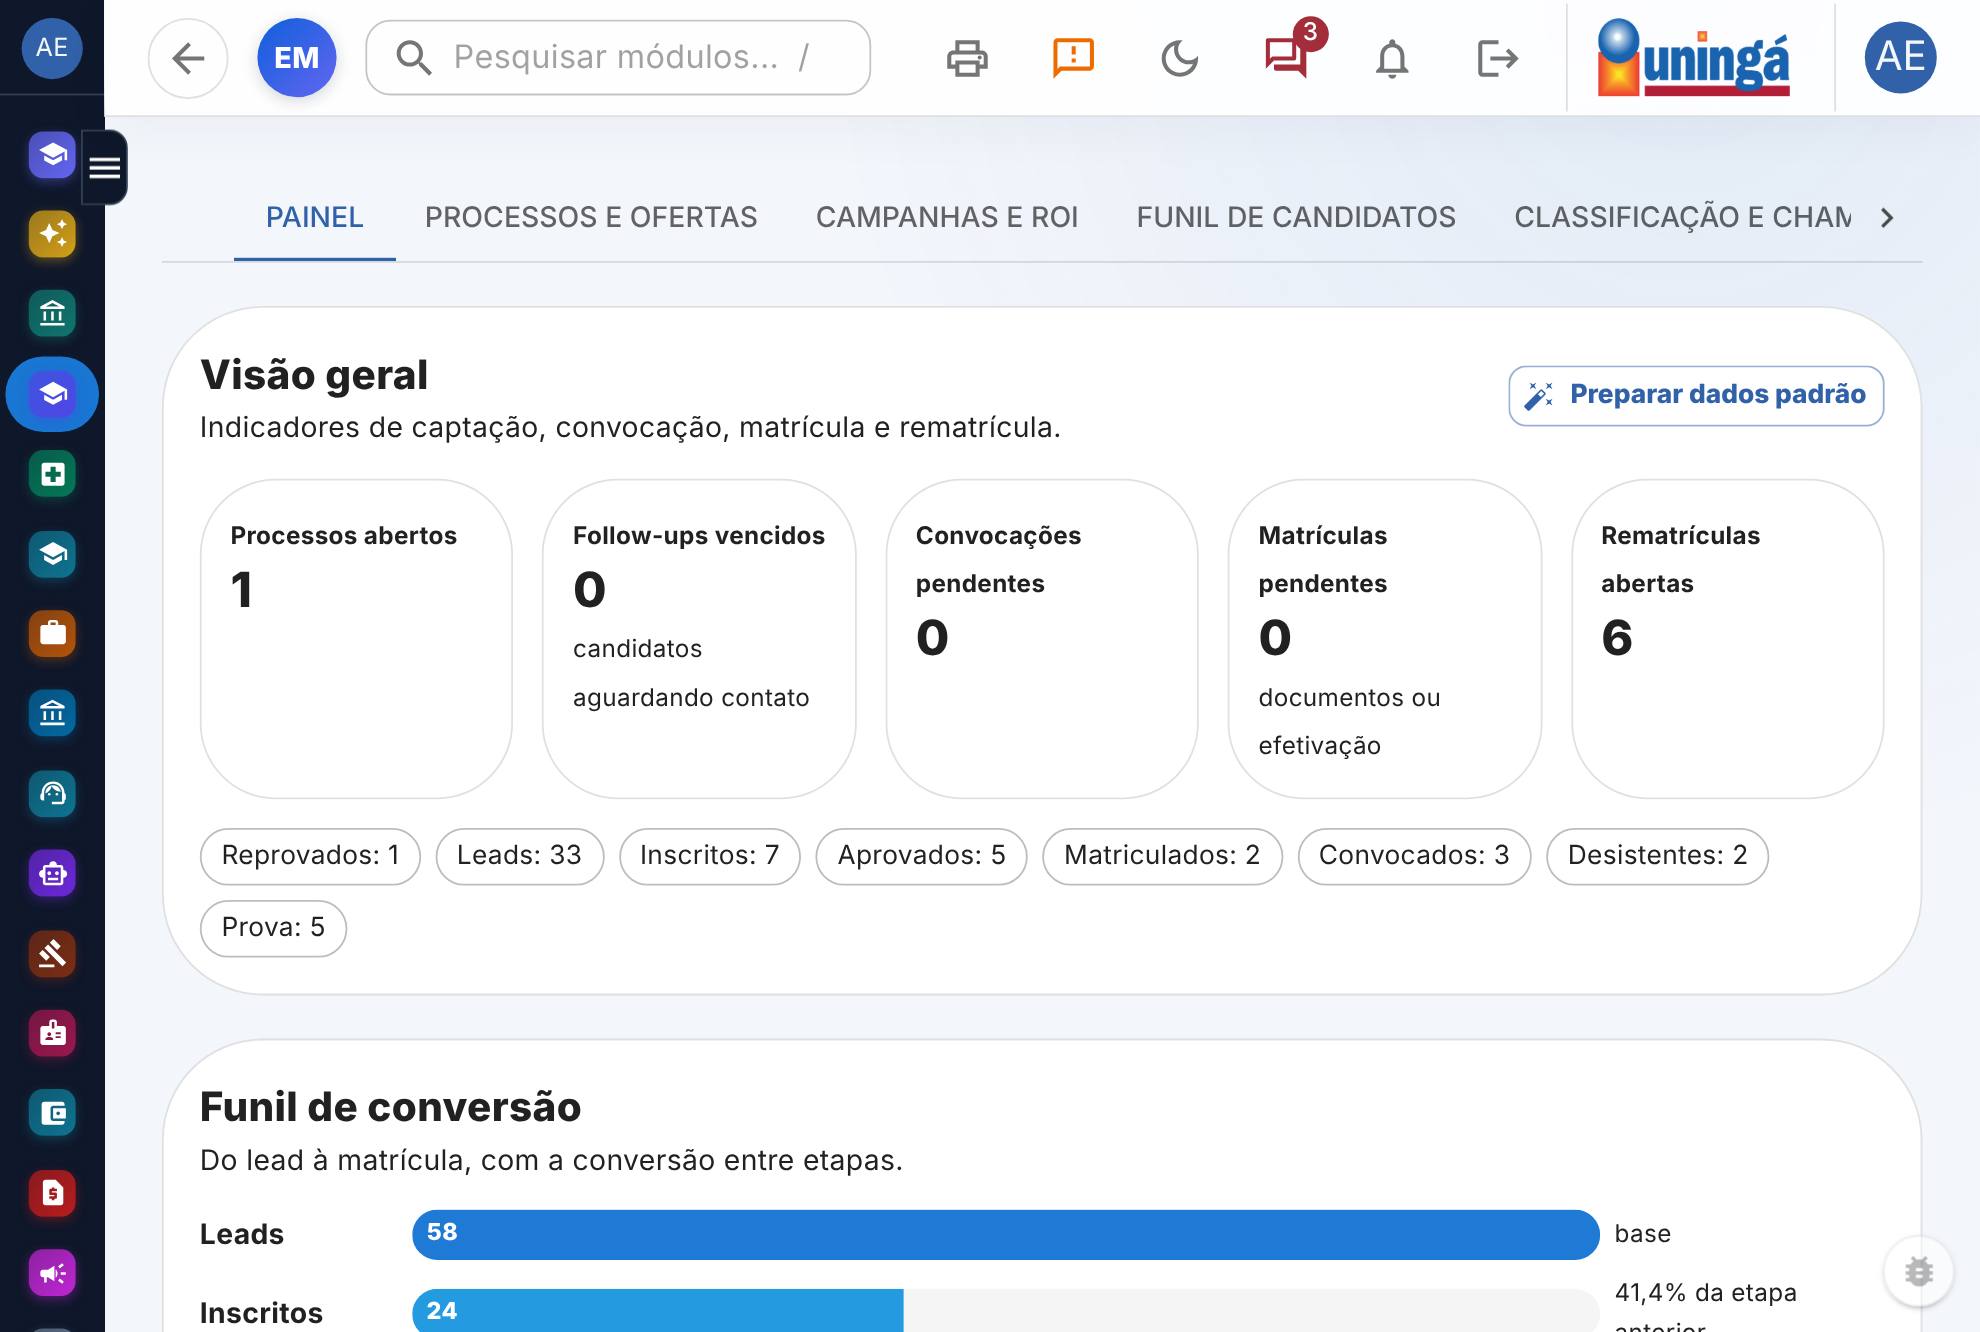 AE
EM
Pesquisar módulos... /
3
uningá
AE
PAINEL
PROCESSOS E OFERTAS
CAMPANHAS E ROI
FUNIL DE CANDIDATOS
CLASSIFICAÇÃO E CHAM
Visão geral
Indicadores de captação, convocação, matrícula e rematrícula.
Preparar dados padrão
Processos abertos
1
Follow-ups vencidos
0
candidatos
aguardando contato
Convocações
pendentes
0
Matrículas
pendentes
0
documentos ou
efetivação
Rematrículas
abertas
6
Reprovados: 1
Leads: 33
Inscritos: 7
Aprovados: 5
Matriculados: 2
Convocados: 3
Desistentes: 2
Prova: 5
Funil de conversão
Do lead à matrícula, com a conversão entre etapas.
Leads
58
base
Inscritos
24
41,4% da etapa
anterior